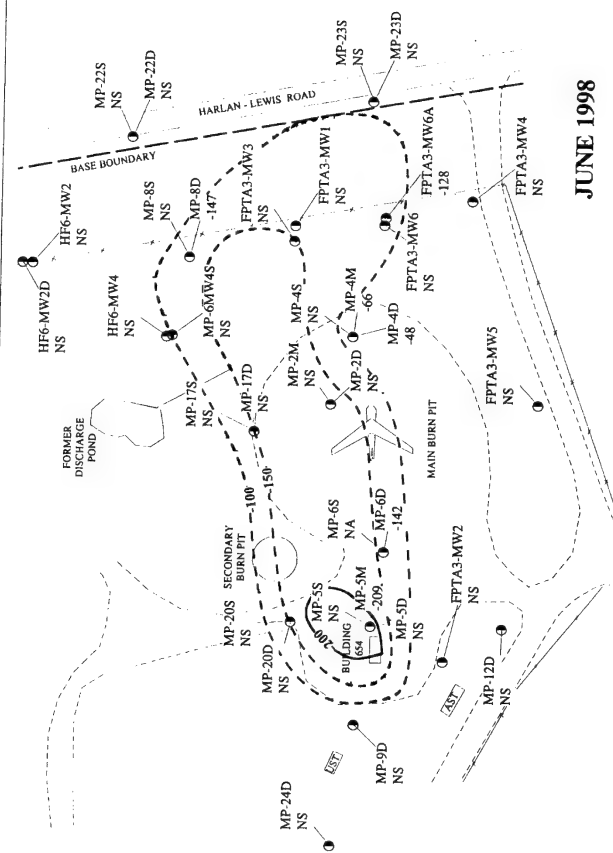 MP-22S
NS
MP-22D
NS
MP-23S
NS
MP-23D
NS
HARLAN - LEWIS ROAD
BASE BOUNDARY
HF6-MW2
NS
HF6-MW2D
NS
MP-8S
NS
MP-8D
-147
FPTA3-MW3
NS
FPTA3-MW1
NS
FPTA3-MW6A
-128
FPTA3-MW6
NS
FPTA3-MW4
NS
HF6-MW4
NS
MP-6MW4S
NS
MP-4S
NS
MP-4M
-66
MP-4D
-48
MP-17S
NS
MP-17D
NS
MP-2M
NS
MP-2D
NS
FPTA3-MW5
NS
FORMER
DISCHARGE
POND
-100
-150
MAIN BURN PIT
SECONDARY
BURN PIT
MP-6S
NA
MP-6D
-142
MP-20S
NS
MP-20D
NS
MP-5S
NS
MP-5M
-209
MP-5D
NS
-200
BUILDING
654
FPTA3-MW2
NS
MP-12D
NS
AST
UST
MP-9D
NS
MP-24D
NS
JUNE 1998